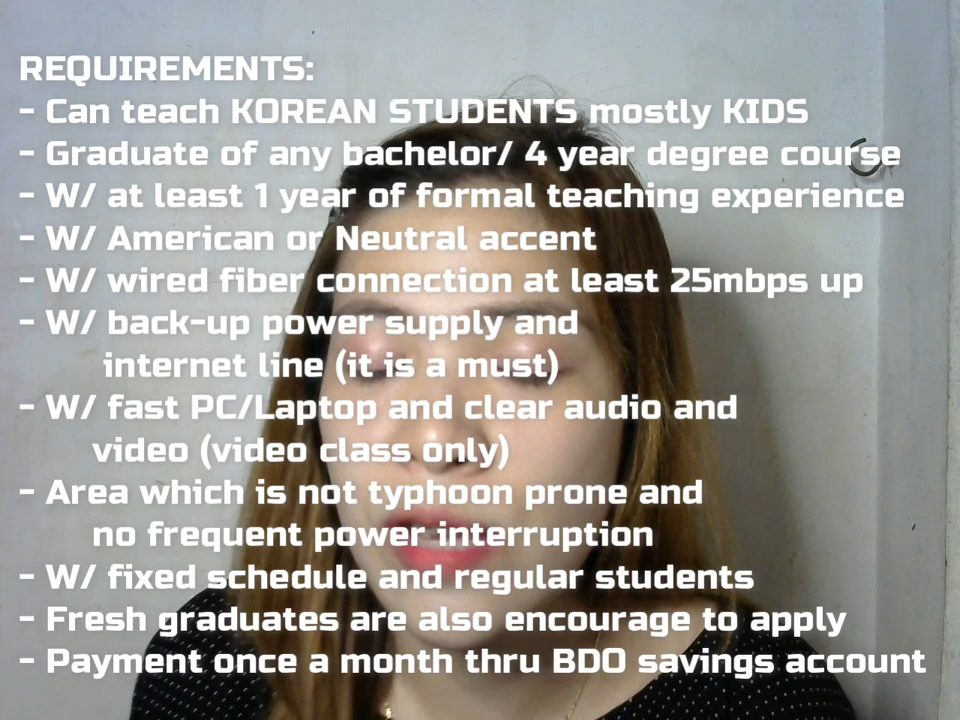 REQUIREMENTS:
- Can teach KOREAN STUDENTS mostly KIDS
- Graduate of any bachelor/ 4 year degree course
- W/ at least 1 year of formal teaching experience
- W/ American or Neutral accent
- W/ wired fiber connection at least 25mbps up
- W/ back-up power supply and
internet line (it is a must)
- W/ fast PC/Laptop and clear audio and
video (video class only)
- Area which is not typhoon prone and
no frequent power interruption
- W/ fixed schedule and regular students
- Fresh graduates are also encourage to apply
- Payment once a month thru BDO savings account